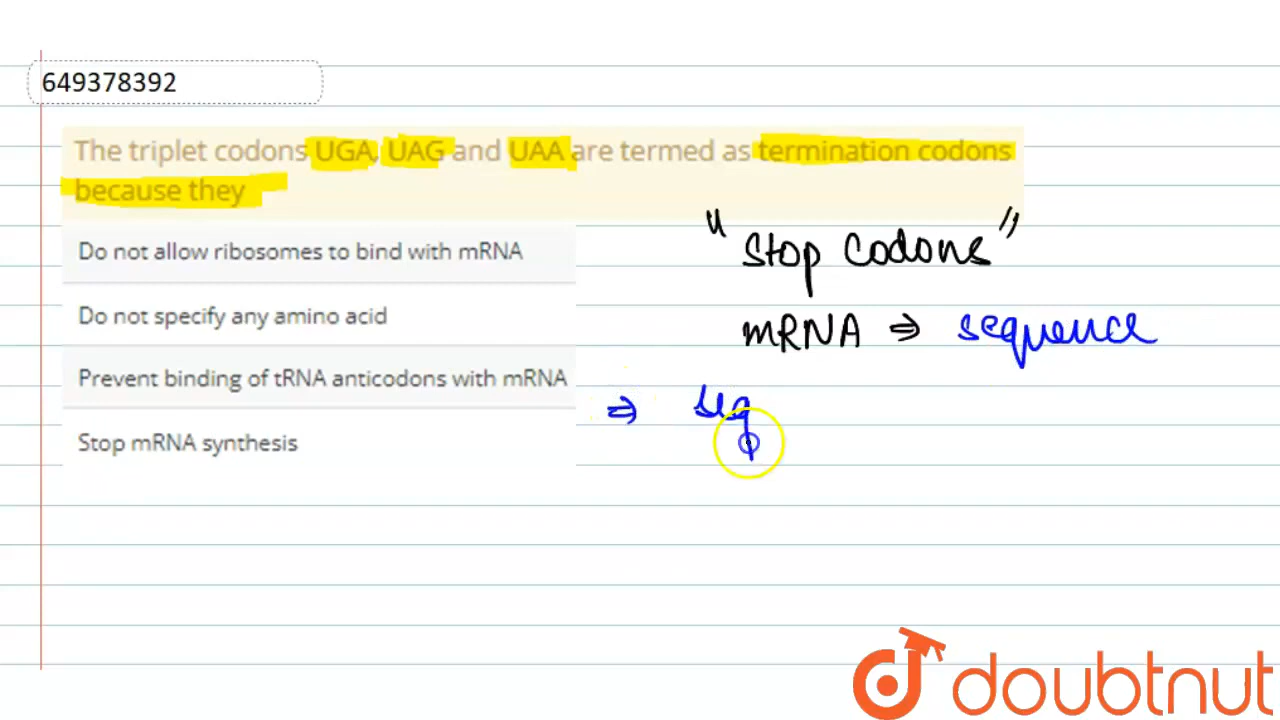 649378392
The triplet codons UGA, UAG and UAA are termed as termination codons
because they
Do not allow ribosomes to bind with mRNA
"Stop Codons"
Do not specify any amino acid
mRNA ⇒ sequence
Prevent binding of tRNA anticodons with mRNA
⇒ seq
Stop mRNA synthesis
doubtnut